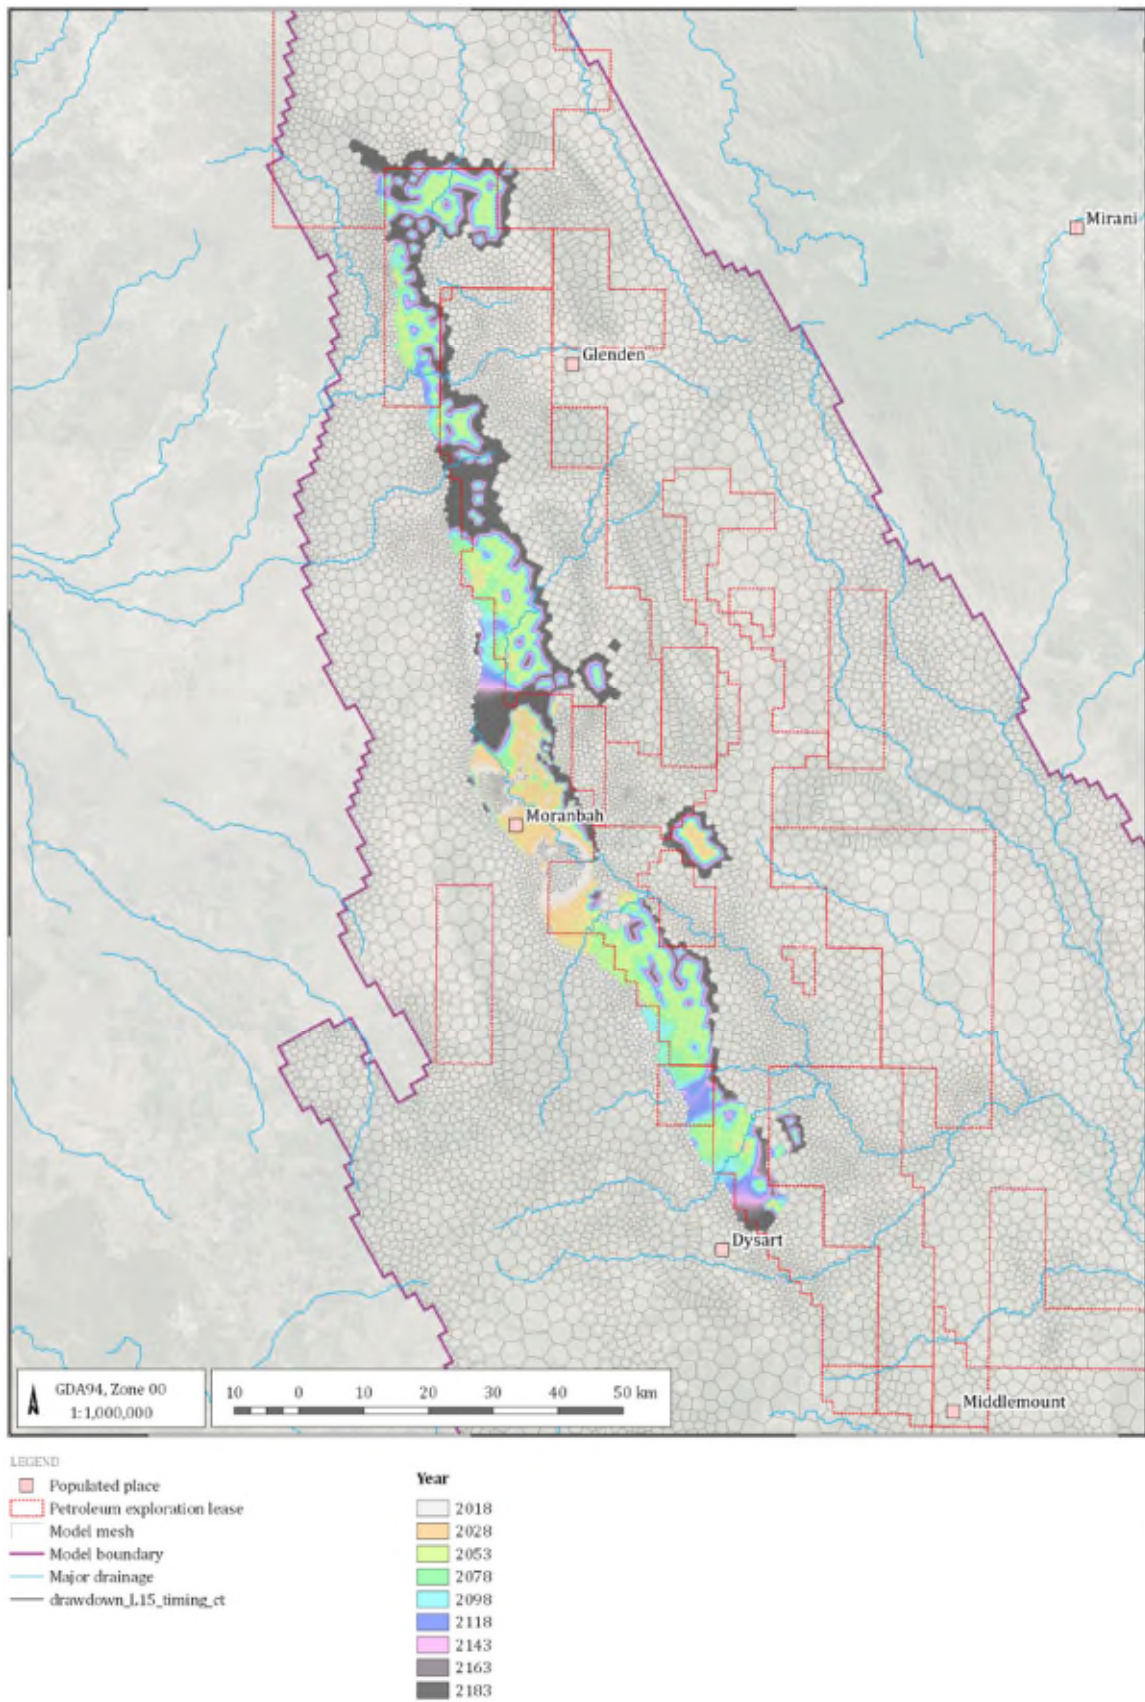 Mirani
Glenden
Moranbah
Dysart
Middlemount
GDA94, Zone 00
1:1,000,000
10 0 10 20 30 40 50 km
LEGEND
Populated place
Petroleum exploration lease
Model mesh
Model boundary
Major drainage
drawdown_L15_timing_ct
Year
2018
2028
2053
2078
2098
2118
2143
2163
2183